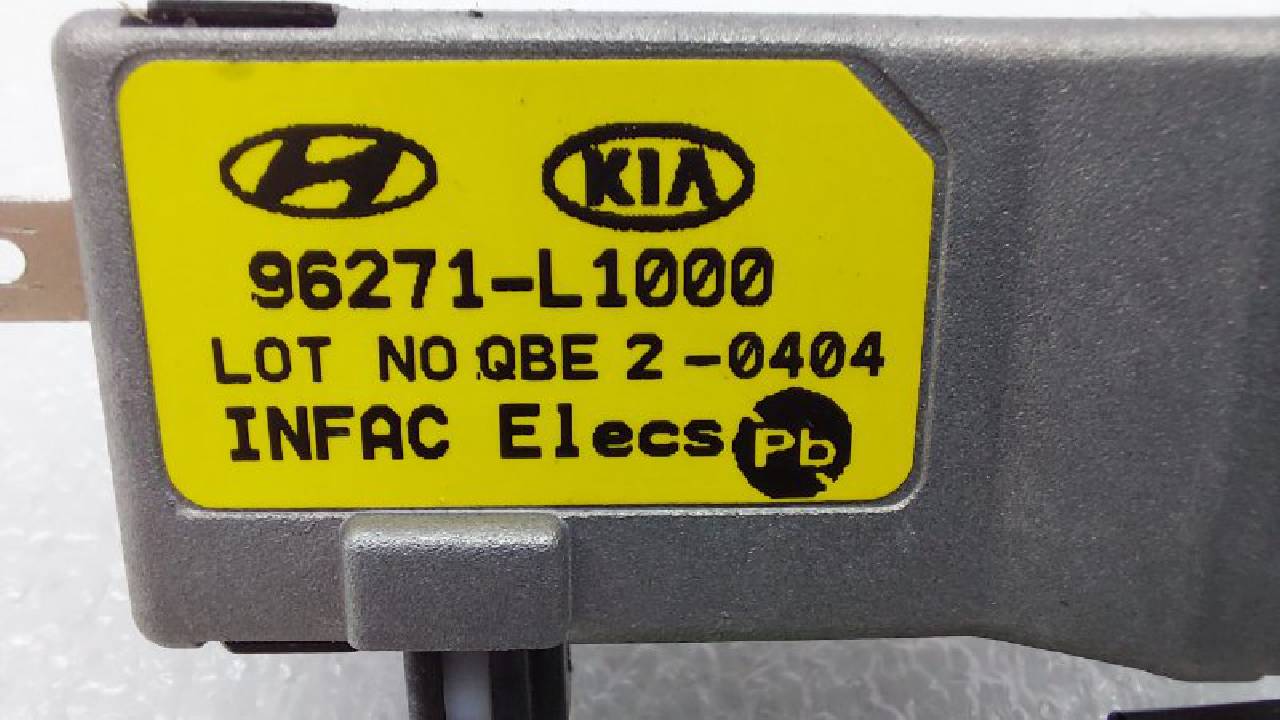 KIA
96271-L1000
LOT NO QBE 2-0404
INFAC Elecs
Pb